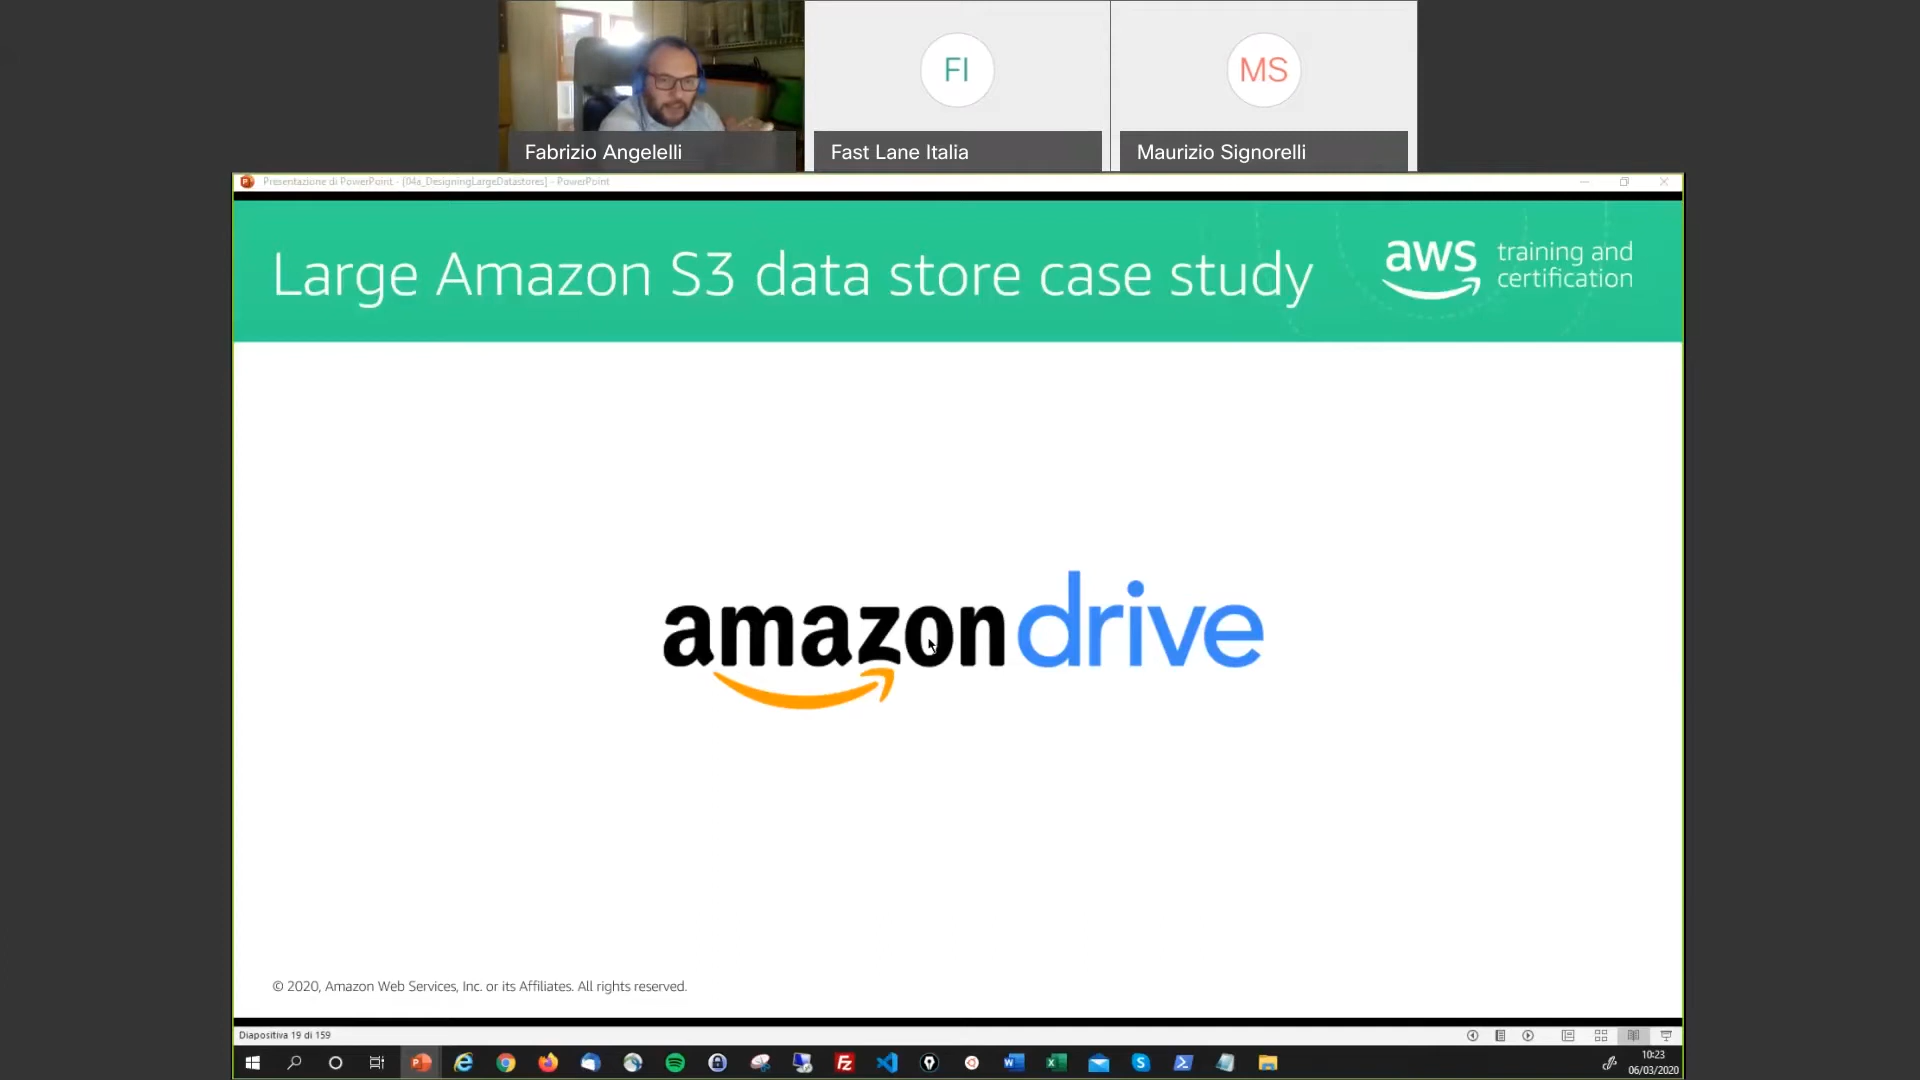 FI
MS
Fabrizio Angelelli
Fast Lane Italia
Maurizio Signorelli
Presentazione di PowerPoint - [04a_DesigningLargeDatastores] - PowerPoint
Large Amazon S3 data store case study
aws training and
certification
amazondrive
© 2020, Amazon Web Services, Inc. or its Affiliates. All rights reserved.
Diapositiva 19 di 159
10:23
06/03/2020